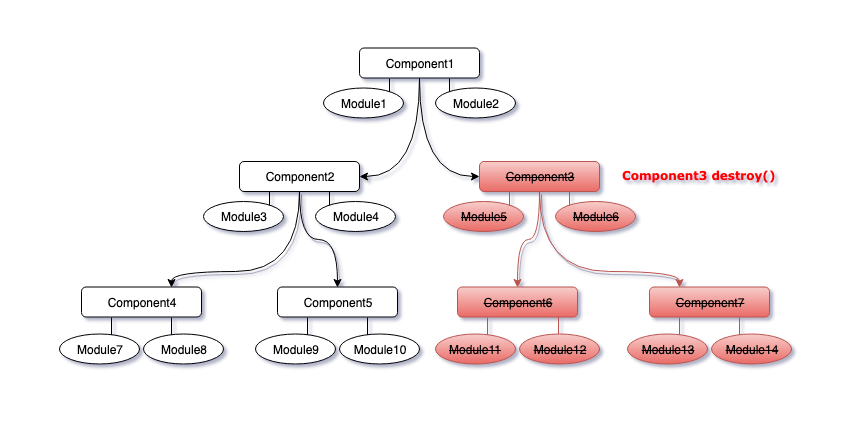 Component1
Module1
Module2
Component2
Component3
Component3 destroy()
Module3
Module4
Module5
Module6
Component4
Component5
Component6
Component7
Module7
Module8
Module9
Module10
Module11
Module12
Module13
Module14